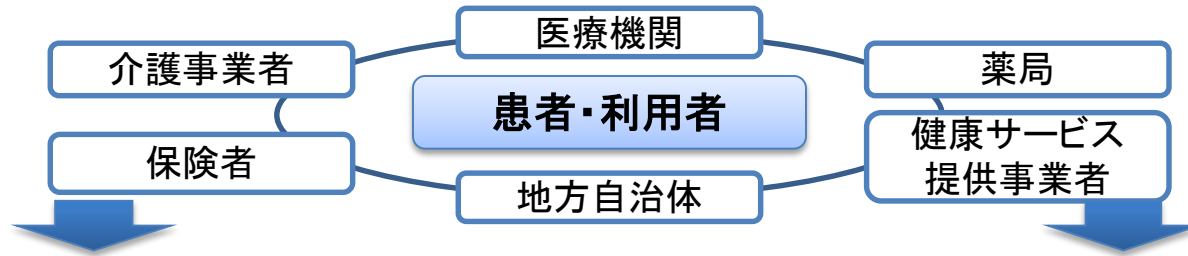 医療機関
介護事業者
薬局
患者・利用者
健康サービス
提供事業者
保険者
地方自治体